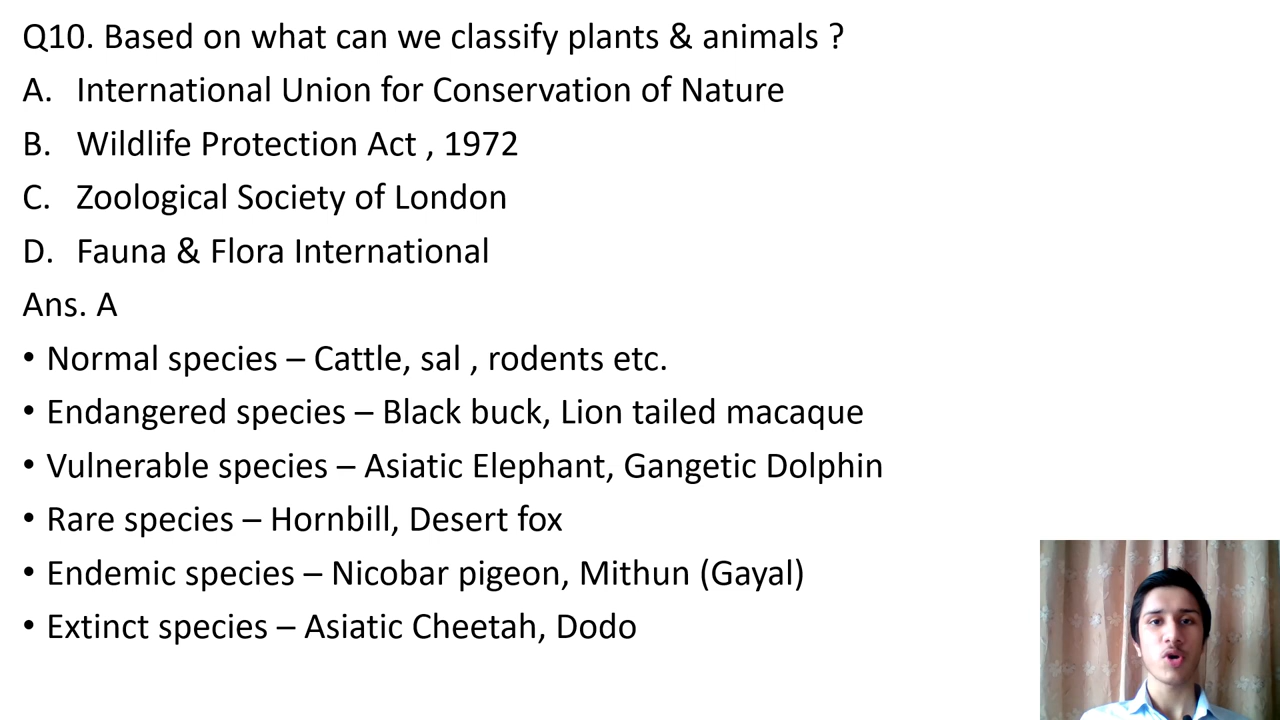 Q10. Based on what can we classify plants & animals ?
A. International Union for Conservation of Nature
B. Wildlife Protection Act , 1972
C. Zoological Society of London
D. Fauna & Flora International
Ans. A
• Normal species – Cattle, sal , rodents etc.
• Endangered species – Black buck, Lion tailed macaque
• Vulnerable species – Asiatic Elephant, Gangetic Dolphin
• Rare species – Hornbill, Desert fox
• Endemic species – Nicobar pigeon, Mithun (Gayal)
• Extinct species – Asiatic Cheetah, Dodo